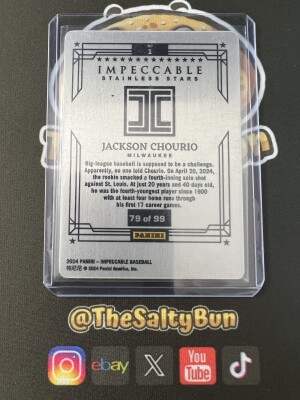 1
IMPECCABLE
STAINLESS STARS
JACKSON CHOURIO
MILWAUKEE
Big-league baseball is supposed to be a challenge.
Apparently, no one told Chourio. On April 20, 2024,
the rookie smacked a fourth-inning solo shot
against St. Louis. At just 20 years and 40 days old,
he was the fourth-youngest player since 1900
with at least four home runs through
his first 17 career games.
79 of 99
PANINI
2024 PANINI – IMPECCABLE BASEBALL
© 2024 Panini America, Inc.
@TheSaltyBun
ebay
X
You
Tube